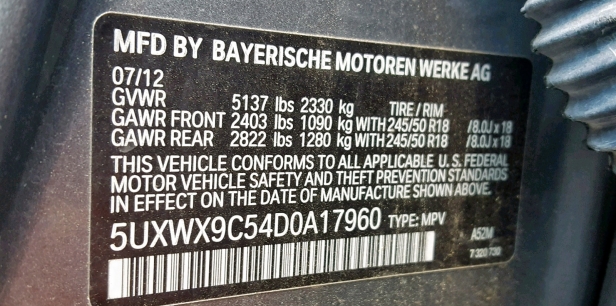 MFD BY BAYERISCHE MOTOREN WERKE AG
07/12
GVWR 5137 lbs 2330 kg TIRE / RIM
GAWR FRONT 2403 lbs 1090 kg WITH 245/50 R18 /8.0J x 18
GAWR REAR 2822 lbs 1280 kg WITH 245/50 R18 /8.0J x 18
THIS VEHICLE CONFORMS TO ALL APPLICABLE U.S. FEDERAL
MOTOR VEHICLE SAFETY AND THEFT PREVENTION STANDARDS
IN EFFECT ON THE DATE OF MANUFACTURE SHOWN ABOVE.
5UXWX9C54D0A17960 TYPE: MPV A52M